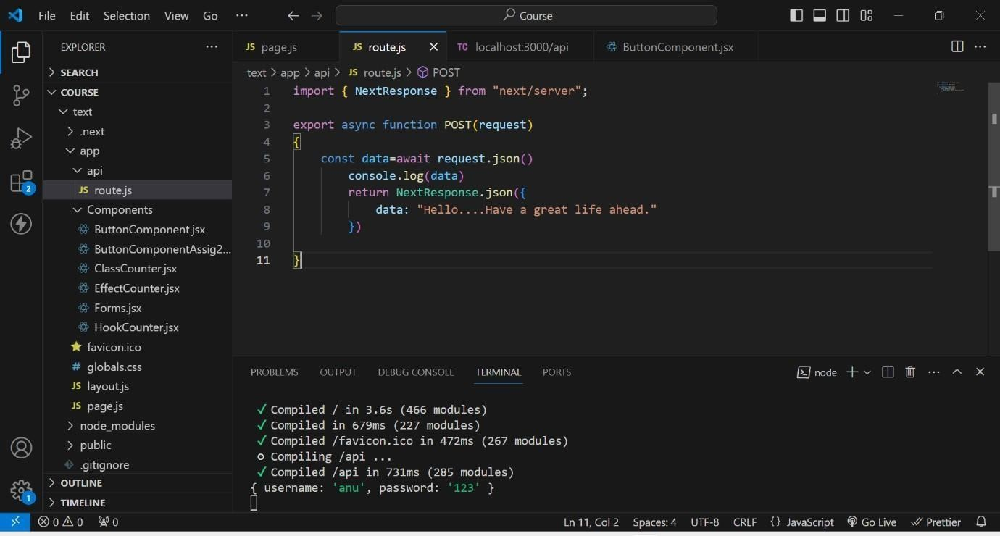 File Edit Selection View Go ··· Course
EXPLORER ···
SEARCH
COURSE
text
.next
app
api
JS route.js
Components
ButtonComponent.jsx
ButtonComponentAssig2...
ClassCounter.jsx
EffectCounter.jsx
Forms.jsx
HookCounter.jsx
favicon.ico
# globals.css
JS layout.js
JS page.js
node_modules
public
.gitignore
OUTLINE
TIMELINE
2
1
JS page.js JS route.js TC localhost:3000/api ButtonComponent.jsx ···
text > app > api > JS route.js > POST
1 import { NextResponse } from "next/server";
2
3 export async function POST(request)
4 {
5 const data=await request.json()
6 console.log(data)
7 return NextResponse.json({
8 data: "Hello....Have a great life ahead."
9 })
10
11 }
PROBLEMS OUTPUT DEBUG CONSOLE TERMINAL PORTS node ···
✓ Compiled / in 3.6s (466 modules)
✓ Compiled in 679ms (227 modules)
✓ Compiled /favicon.ico in 472ms (267 modules)
○ Compiling /api ...
✓ Compiled /api in 731ms (285 modules)
{ username: 'anu', password: '123' }
0 0 0 Ln 11, Col 2 Spaces: 4 UTF-8 CRLF {} JavaScript Go Live Prettier